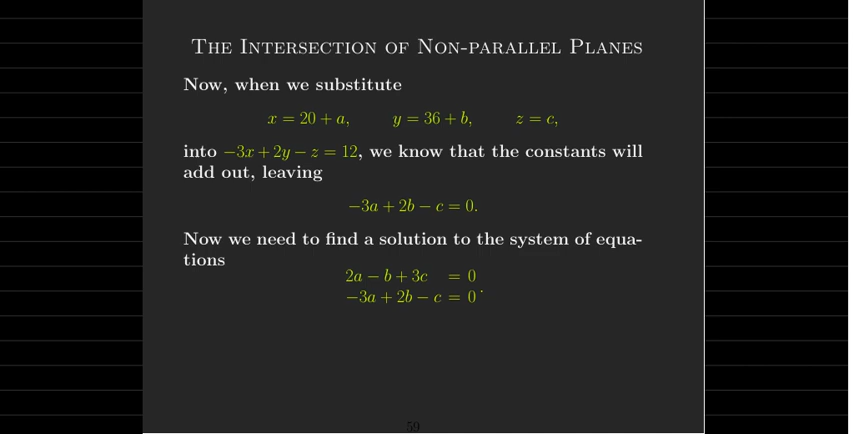 The Intersection of Non-parallel Planes
Now, when we substitute
x = 20 + a, y = 36 + b, z = c,
into −3x + 2y − z = 12, we know that the constants will
add out, leaving
−3a + 2b − c = 0.
Now we need to find a solution to the system of equa-
tions
2a − b + 3c = 0
−3a + 2b − c = 0 .
59